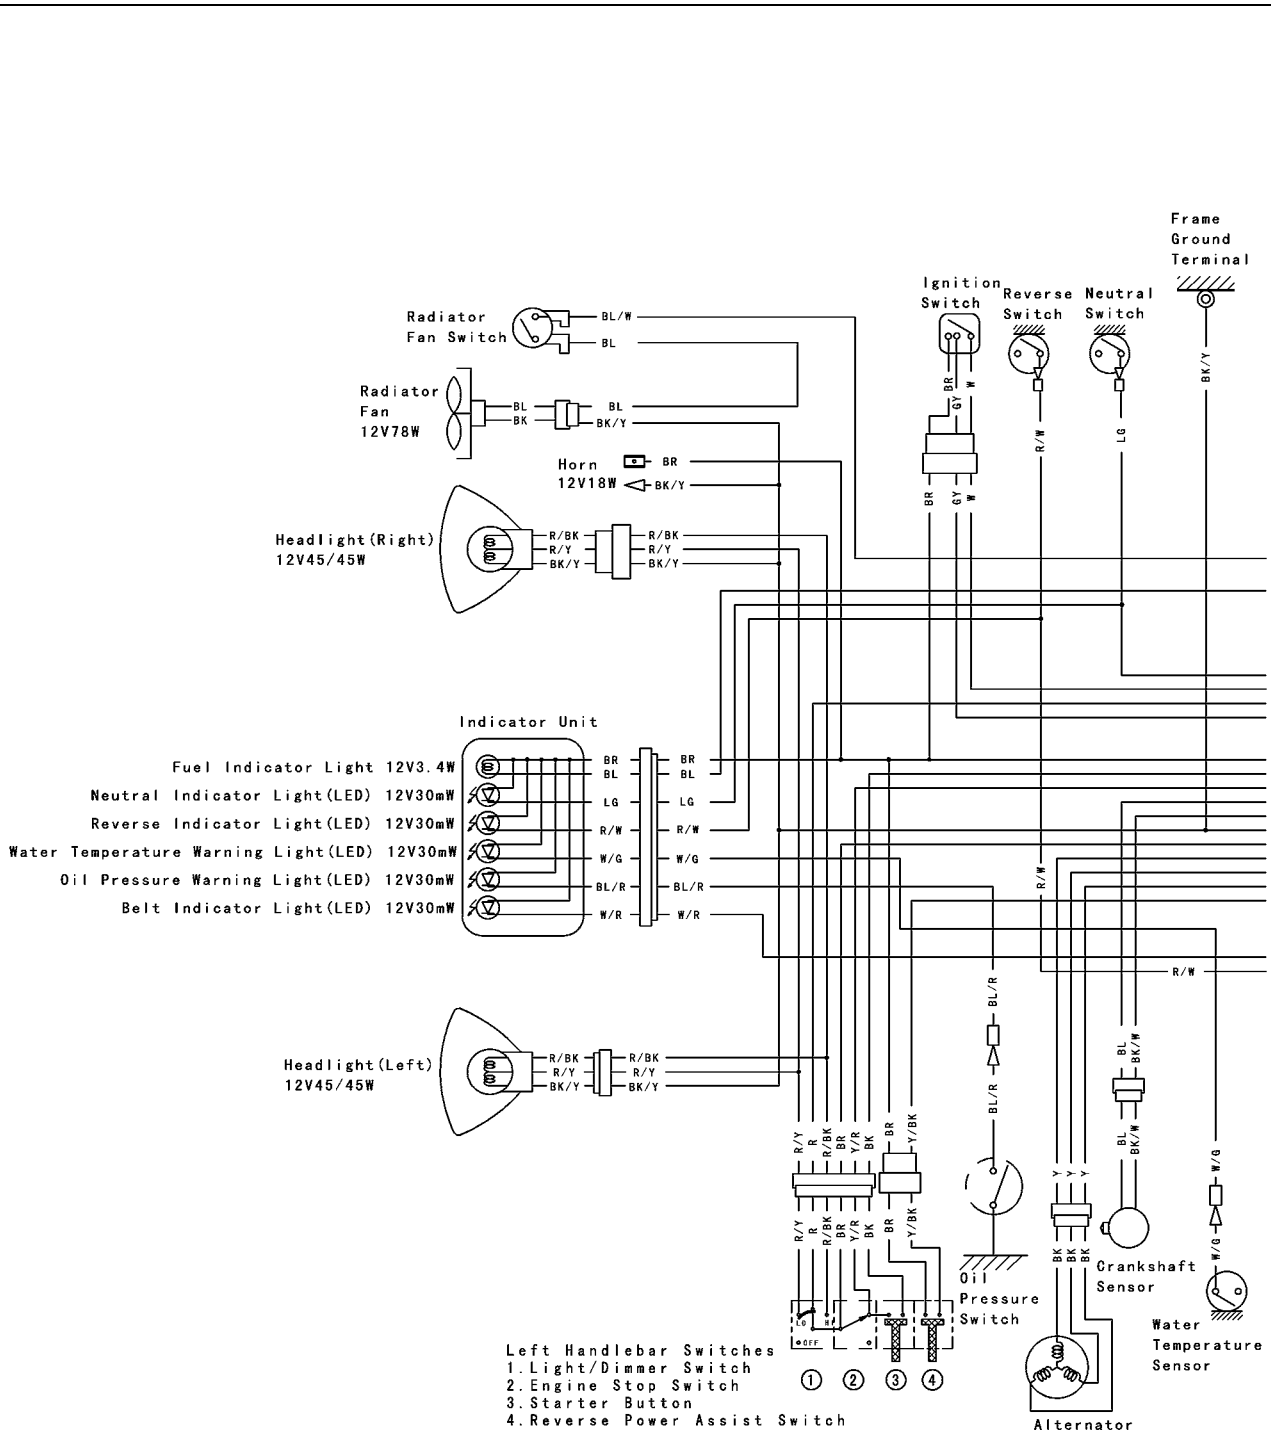 Frame
Ground
Terminal
Ignition
Switch
Reverse
Switch
Neutral
Switch
Radiator
Fan Switch
BL/W
BL
BK/Y
BR
GY
W
R/W
LG
Radiator
Fan
12V78W
BL
BK
BL
BK/Y
Horn
12V18W
BR
BK/Y
BR
GY
W
Headlight(Right)
12V45/45W
R/BK
R/Y
BK/Y
R/BK
R/Y
BK/Y
Indicator Unit
Fuel Indicator Light 12V3.4W
Neutral Indicator Light(LED) 12V30mW
Reverse Indicator Light(LED) 12V30mW
Water Temperature Warning Light(LED) 12V30mW
Oil Pressure Warning Light(LED) 12V30mW
Belt Indicator Light(LED) 12V30mW
BR
BL
LG
R/W
W/G
BL/R
W/R
BR
BL
LG
R/W
W/G
BL/R
W/R
R/W
R/W
BL/R
BL
BK/W
Headlight(Left)
12V45/45W
R/BK
R/Y
BK/Y
R/BK
R/Y
BK/Y
BL/R
R/Y
R
R/BK
BR
Y/R
BK
BR
Y/BK
BL
BK/W
W/G
Y
Y
Y
R/Y
R
R/BK
BR
Y/R
BK
BR
Y/BK
BK
BK
BK
W/G
Oil
Pressure
Switch
Crankshaft
Sensor
LO
HI
OFF
Water
Temperature
Sensor
Left Handlebar Switches
1.Light/Dimmer Switch
2.Engine Stop Switch
3.Starter Button
4.Reverse Power Assist Switch
1 2 3 4
Alternator